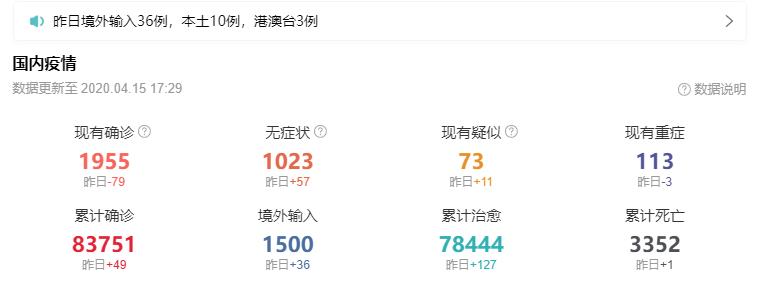 昨日境外输入36例，本土10例，港澳台3例
国内疫情
数据更新至 2020.04.15 17:29
数据说明
现有确诊 无症状 现有疑似 现有重症
1955 1023 73 113
昨日-79 昨日+57 昨日+11 昨日-3
累计确诊 境外输入 累计治愈 累计死亡
83751 1500 78444 3352
昨日+49 昨日+36 昨日+127 昨日+1